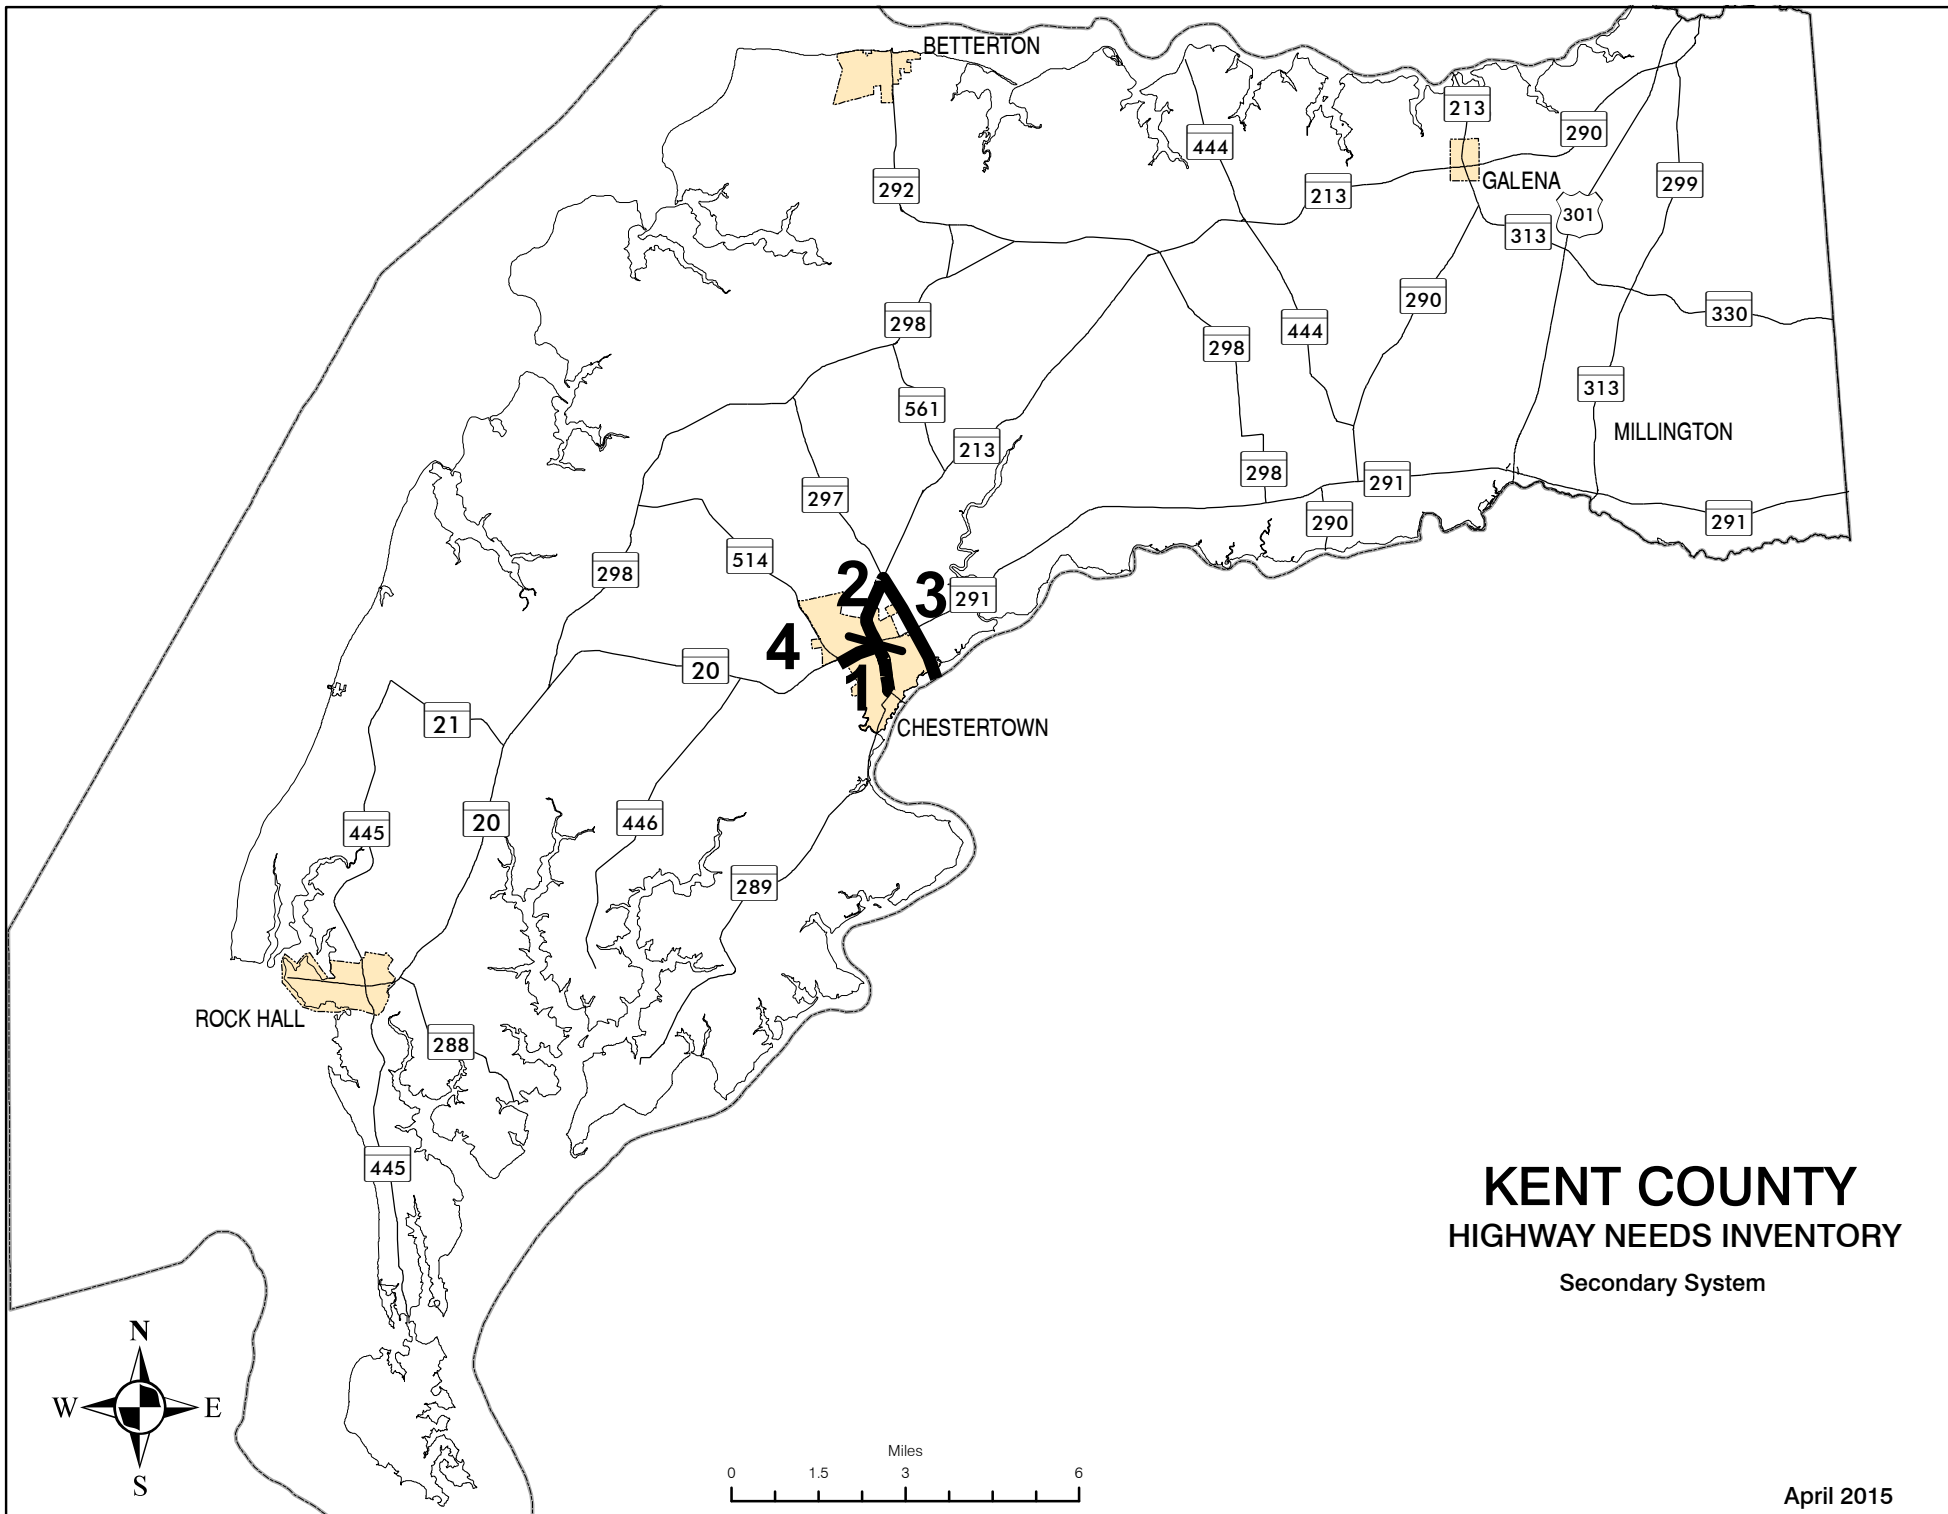 BETTERTON
213
290
444
292
213
GALENA
299
301
313
290
330
298
444
298
313
561
MILLINGTON
213
298
291
297
290
291
514
298
2
3
291
4
20
1
21
CHESTERTOWN
445
20
446
289
ROCK HALL
288
445
KENT COUNTY
HIGHWAY NEEDS INVENTORY
Secondary System
N
W
E
S
Miles
0 1.5 3 6
April 2015